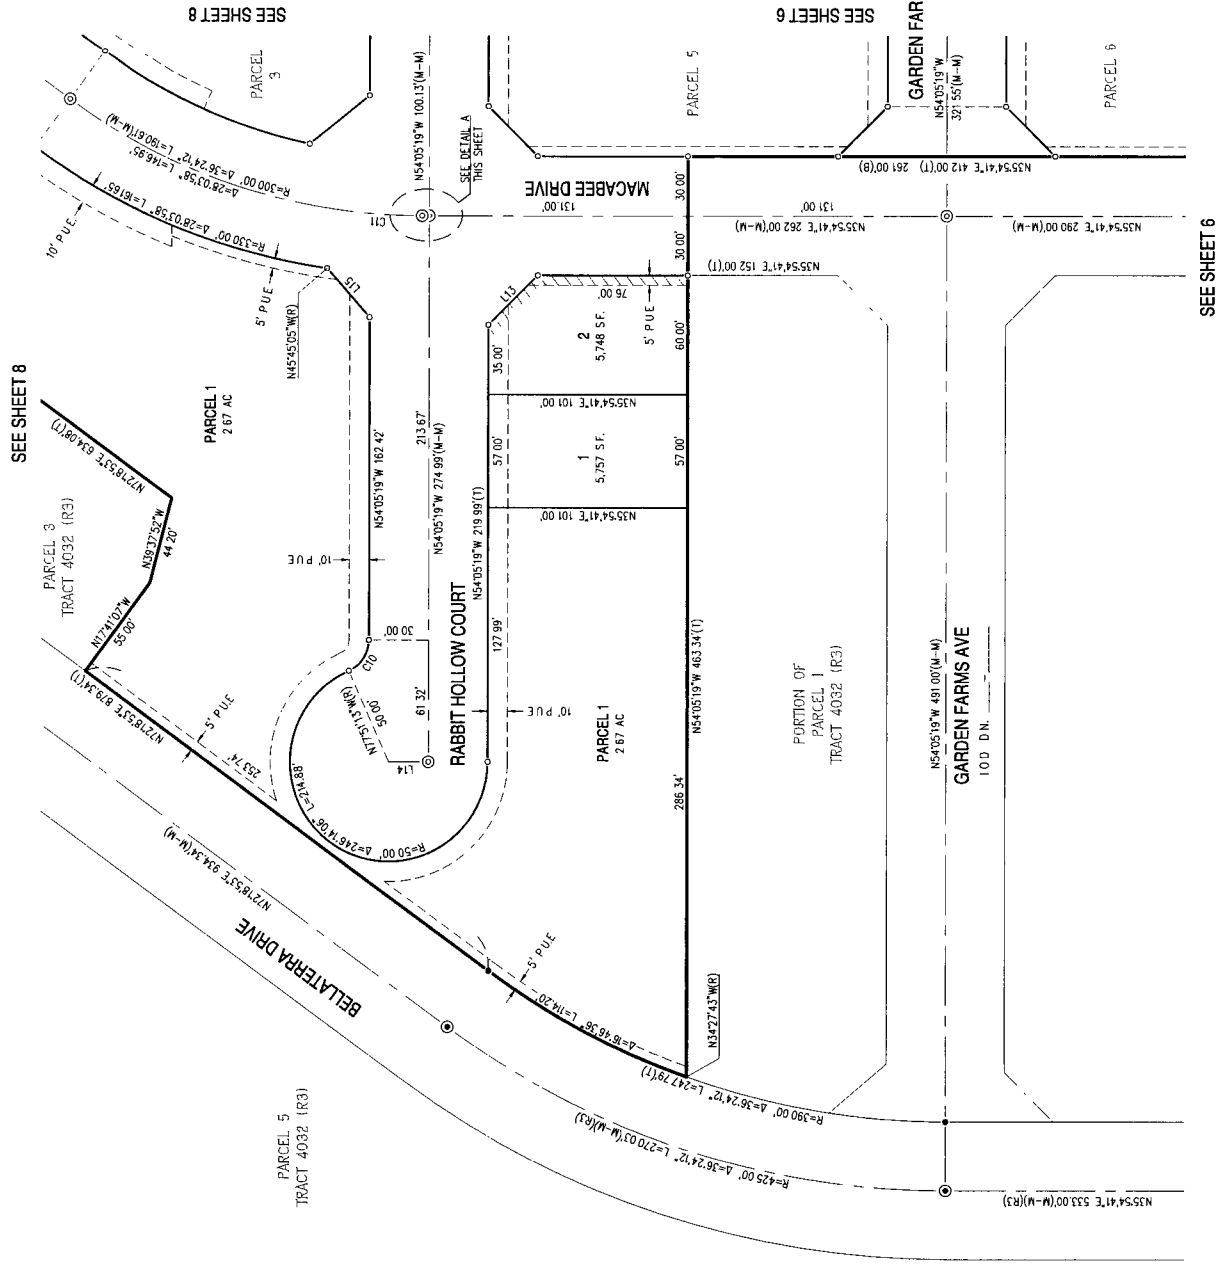 SEE SHEET 8
SEE SHEET 6
GARDEN FAR
PARCEL
3
PARCEL 5
PARCEL 6
N54°05'19"W 100.13'(M-M)
N54°05'19"W
321.55'(M-M)
R=300.00' Δ=36°24'12" L=190.61'(M-M)
Δ=28°03'58" L=146.95'
R=330.00' Δ=28°03'58" L=161.65'
10' P.U.E.
5' PUE
SEE DETAIL A
THIS SHEET
C11
MACABEE DRIVE
131.00'
131.00'
N35°54'41"E 262.00'(M-M)
N35°54'41"E 412.00'(T) 261.00'(B)
N35°54'41"E 290.00'(M-M)
N35°54'41"E 152.00'(T)
30.00'
30.00'
SEE SHEET 6
SEE SHEET 8
L15
N45°45'05"W(R)
L13
76.00'
5' PUE
2
5,748 S.F.
35.00'
60.00'
N35°54'41"E 101.00'
1
5,757 S.F.
57.00'
57.00'
N35°54'41"E 101.00'
PARCEL 1
2.67 AC
N54°05'19"W 162.42'
213.67'
N54°05'19"W 274.99'(M-M)
N54°05'19"W 219.99'(T)
127.99'
10' P.U.E
RABBIT HOLLOW COURT
30.00'
61.32'
C10
L14
N77°51'13"W(R)
50.00'
R=50.00' Δ=246°14'06" L=214.88'
10' P.U.E
PARCEL 1
2.67 AC
PARCEL 3
TRACT 4032 (R3)
N72°18'53"E 634.08'(T)
N39°37'52"W
44.20'
N17°41'07"W
55.00'
N72°18'53"E 879.34'(T)
253.74'
5' PUE
N72°18'53"E 934.34'(M-M)
BELLATERRA DRIVE
5' P.U.E
Δ=16°46'36" L=114.20'
N34°27'43"W(R)
N54°05'19"W 463.34'(T)
286.34'
PORTION OF
PARCEL 1
TRACT 4032 (R3)
N54°05'19"W 491.00'(M-M)
GARDEN FARMS AVE
I.O.D. DN.
R=390.00' Δ=36°24'12" L=247.79'(T)
R=425.00' Δ=36°24'12" L=270.03'(M-M)(R3)
N35°54'41"E 533.00'(M-M)(R3)
PARCEL 5
TRACT 4032 (R3)